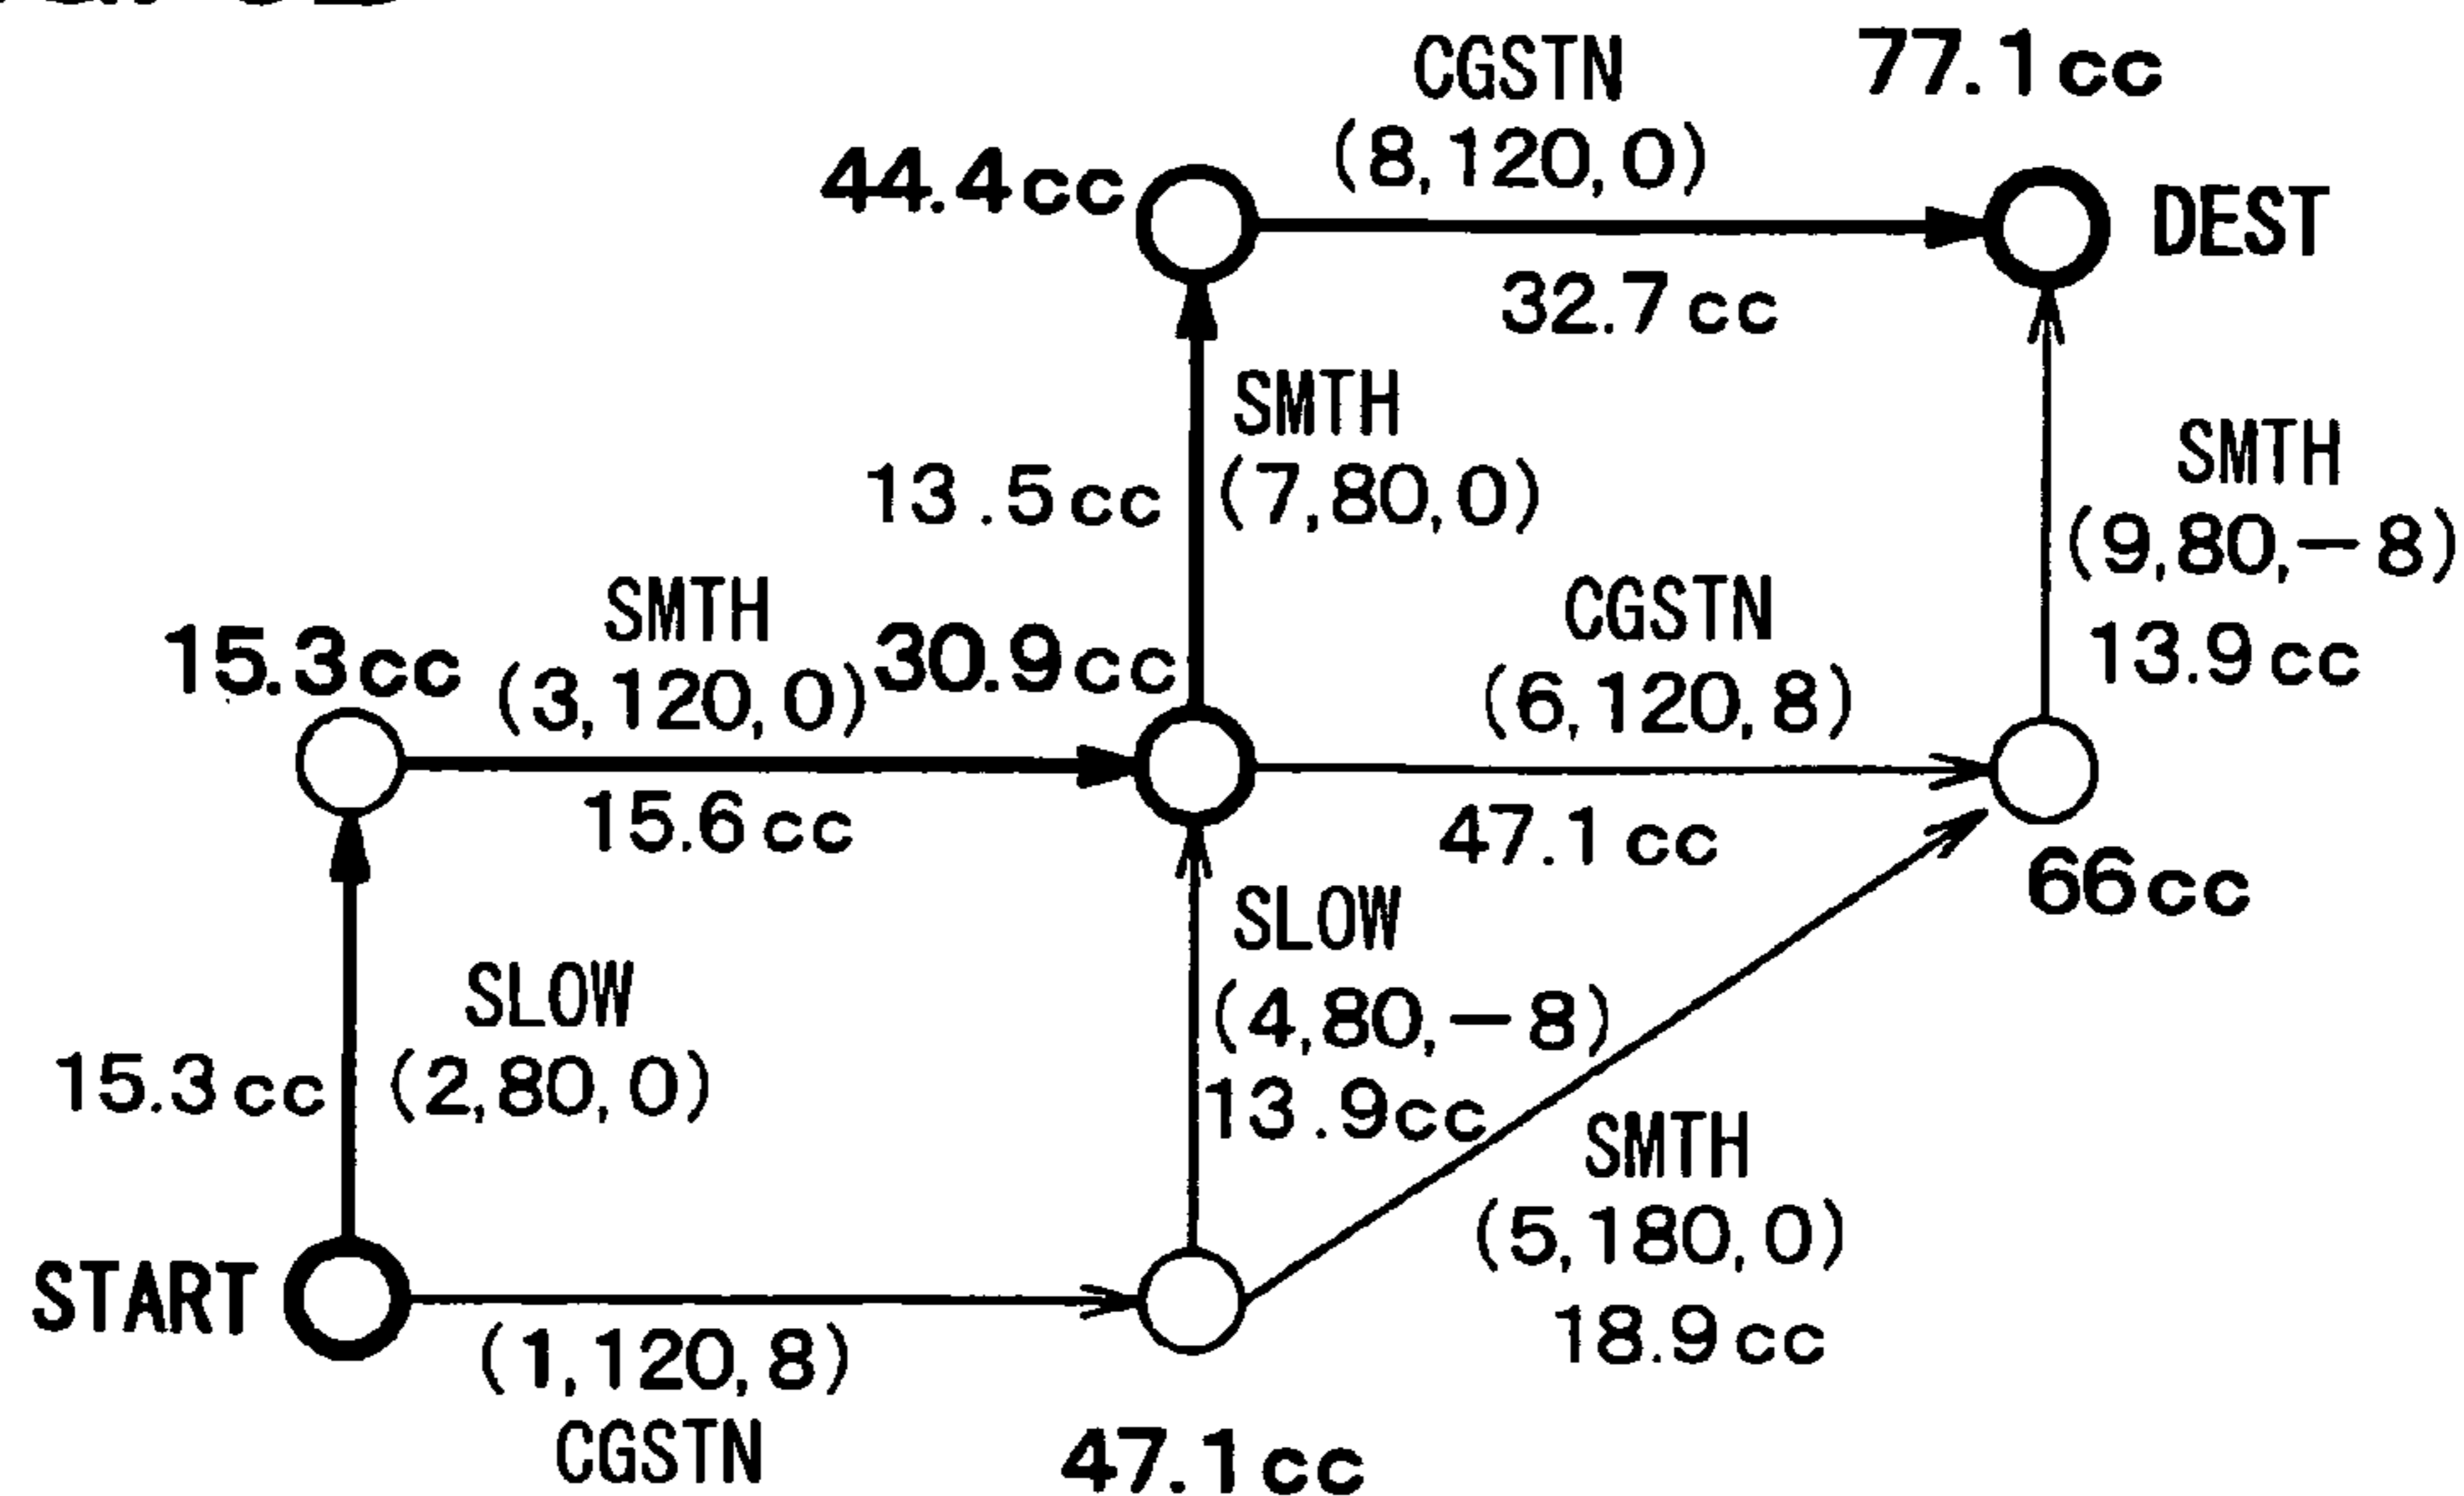 CGSTN
77.1cc
(8,120,0)
44.4cc
DEST
32.7cc
SMTH
13.5cc
(7,80,0)
SMTH
(9,80,-8)
13.9cc
SMTH
(3,120,0)
15.3cc
30.9cc
CGSTN
(6,120,8)
15.6cc
47.1cc
66cc
SLOW
(4,80,-8)
13.9cc
SLOW
(2,80,0)
15.3cc
SMTH
(5,180,0)
18.9cc
START
(1,120,8)
CGSTN
47.1cc